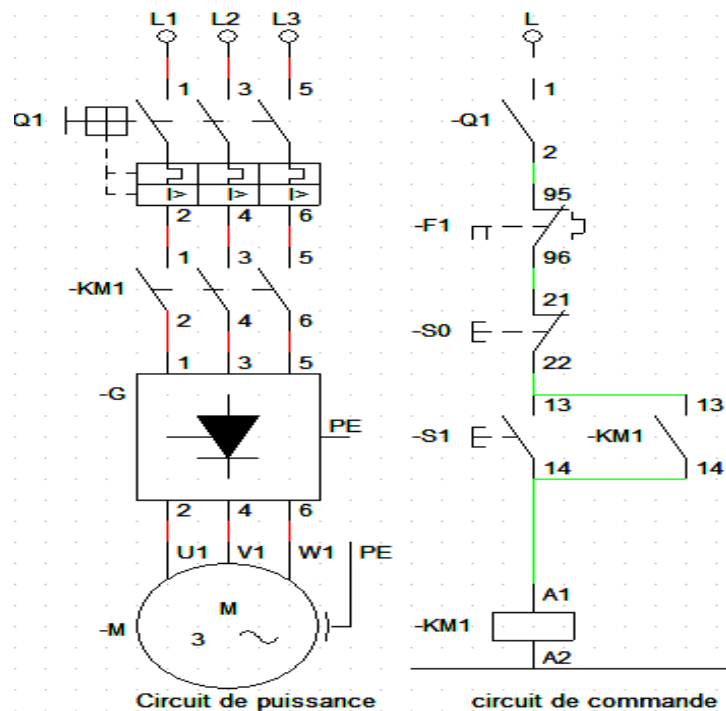 L1 L2 L3 L
1 3 5 1
Q1 -Q1
2
I> I> I> 95
2 4 6 -F1
1 3 5 96
-KM1 21
2 4 6 -S0
1 3 5 22
-G 13 13
PE -S1 -KM1
14 14
2 4 6
U1 V1 W1 PE
A1
M
-M 3 -KM1
A2
Circuit de puissance circuit de commande